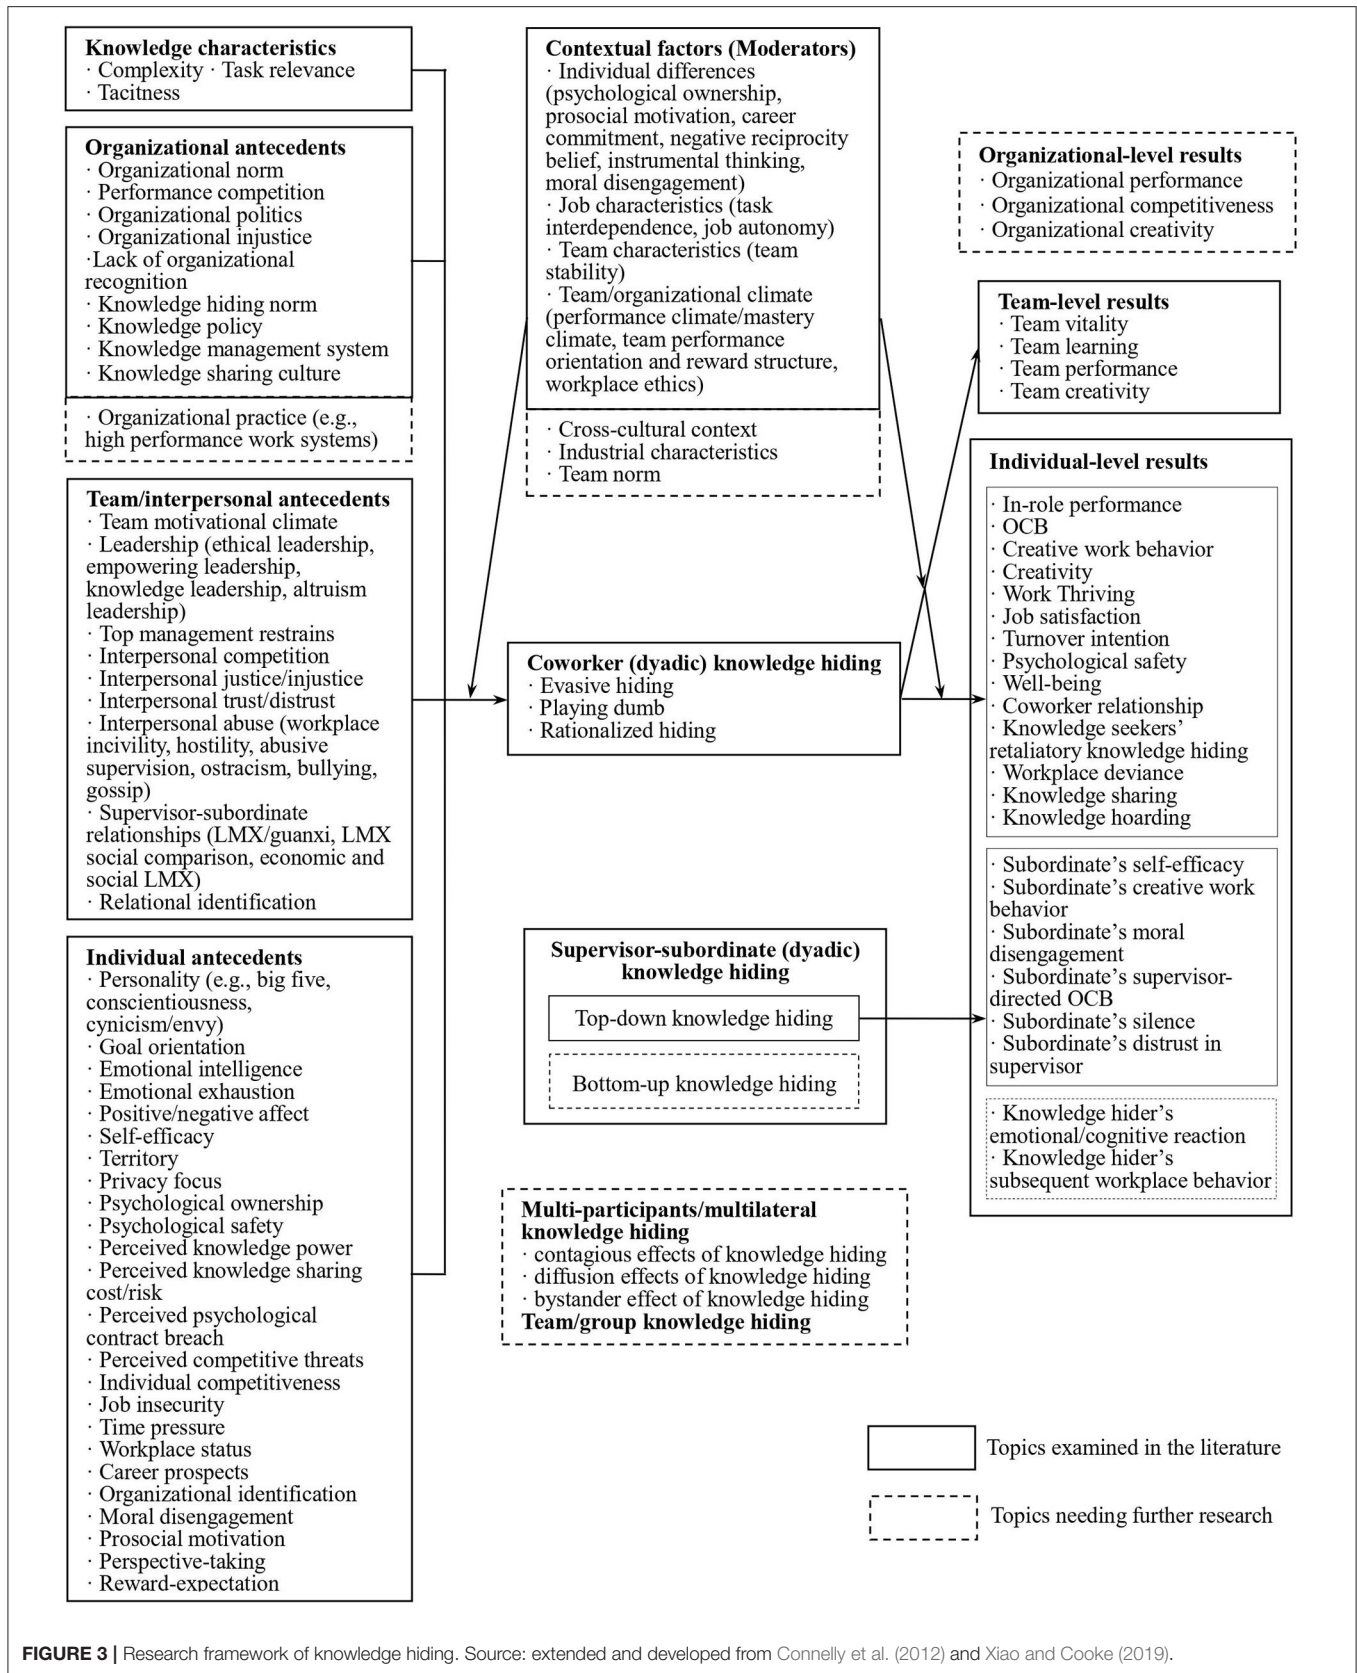 Knowledge characteristics
· Complexity · Task relevance
· Tacitness
Organizational antecedents
· Organizational norm
· Performance competition
· Organizational politics
· Organizational injustice
·Lack of organizational
recognition
· Knowledge hiding norm
· Knowledge policy
· Knowledge management system
· Knowledge sharing culture
· Organizational practice (e.g.,
high performance work systems)
Team/interpersonal antecedents
· Team motivational climate
· Leadership (ethical leadership,
empowering leadership,
knowledge leadership, altruism
leadership)
· Top management restrains
· Interpersonal competition
· Interpersonal justice/injustice
· Interpersonal trust/distrust
· Interpersonal abuse (workplace
incivility, hostility, abusive
supervision, ostracism, bullying,
gossip)
· Supervisor-subordinate
relationships (LMX/guanxi, LMX
social comparison, economic and
social LMX)
· Relational identification
Individual antecedents
· Personality (e.g., big five,
conscientiousness,
cynicism/envy)
· Goal orientation
· Emotional intelligence
· Emotional exhaustion
· Positive/negative affect
· Self-efficacy
· Territory
· Privacy focus
· Psychological ownership
· Psychological safety
· Perceived knowledge power
· Perceived knowledge sharing
cost/risk
· Perceived psychological
contract breach
· Perceived competitive threats
· Individual competitiveness
· Job insecurity
· Time pressure
· Workplace status
· Career prospects
· Organizational identification
· Moral disengagement
· Prosocial motivation
· Perspective-taking
· Reward-expectation
Contextual factors (Moderators)
· Individual differences
(psychological ownership,
prosocial motivation, career
commitment, negative reciprocity
belief, instrumental thinking,
moral disengagement)
· Job characteristics (task
interdependence, job autonomy)
· Team characteristics (team
stability)
· Team/organizational climate
(performance climate/mastery
climate, team performance
orientation and reward structure,
workplace ethics)
· Cross-cultural context
· Industrial characteristics
· Team norm
Coworker (dyadic) knowledge hiding
· Evasive hiding
· Playing dumb
· Rationalized hiding
Supervisor-subordinate (dyadic)
knowledge hiding
Top-down knowledge hiding
Bottom-up knowledge hiding
Multi-participants/multilateral
knowledge hiding
· contagious effects of knowledge hiding
· diffusion effects of knowledge hiding
· bystander effect of knowledge hiding
Team/group knowledge hiding
Organizational-level results
· Organizational performance
· Organizational competitiveness
· Organizational creativity
Team-level results
· Team vitality
· Team learning
· Team performance
· Team creativity
Individual-level results
· In-role performance
· OCB
· Creative work behavior
· Creativity
· Work Thriving
· Job satisfaction
· Turnover intention
· Psychological safety
· Well-being
· Coworker relationship
· Knowledge seekers'
retaliatory knowledge hiding
· Workplace deviance
· Knowledge sharing
· Knowledge hoarding
· Subordinate's self-efficacy
· Subordinate's creative work
behavior
· Subordinate's moral
disengagement
· Subordinate's supervisor-
directed OCB
· Subordinate's silence
· Subordinate's distrust in
supervisor
· Knowledge hider's
emotional/cognitive reaction
· Knowledge hider's
subsequent workplace behavior
Topics examined in the literature
Topics needing further research
FIGURE 3 | Research framework of knowledge hiding. Source: extended and developed from Connelly et al. (2012) and Xiao and Cooke (2019).